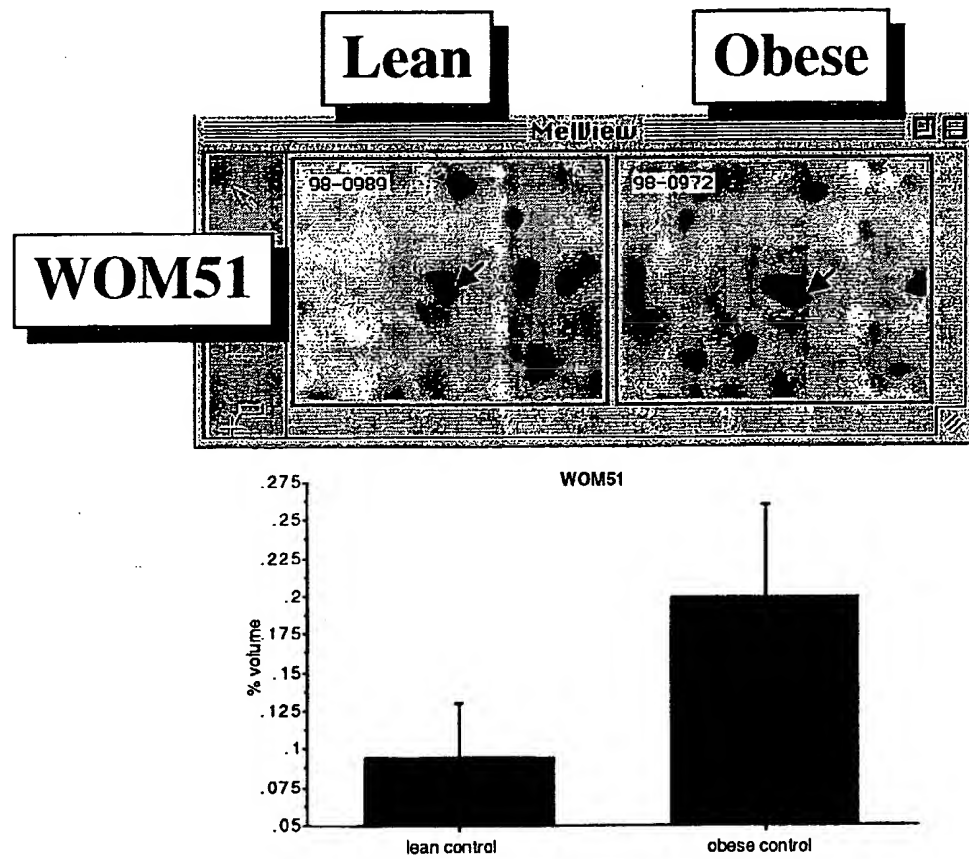 Lean
Obese
MelView
98-0989
98-0972
WOM51
WOM51
.275
.25
.225
.2
.175
.15
.125
.1
.075
.05
% volume
lean control
obese control